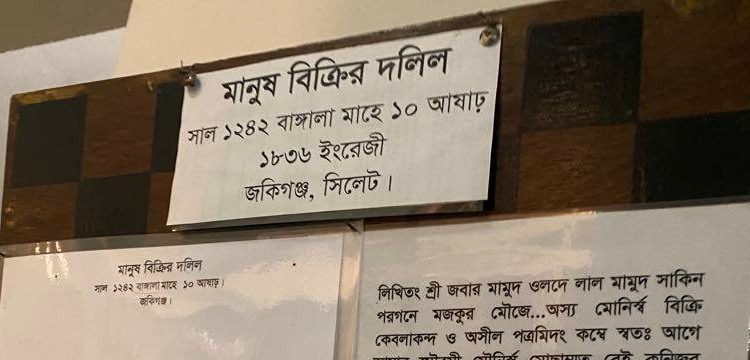 মানুষ বিক্রির দলিল
সাল ১২৪২ বাঙ্গালা মাহে ১০ আষাঢ়
১৮৩৬ ইংরেজী
জকিগঞ্জ, সিলেট।
মানুষ বিক্রির দলিল
সাল ১২৪২ বাঙ্গালা মাহে ১০ আষাঢ়।
জকিগঞ্জ।
লিখিতং শ্রী জবার মামুদ ওলদে লাল মামুদ সাকিন
পরগনে মজকুর মৌজে...অস্য মোনির্ষ্ব বিক্রি
কেবলাকন্দ ও অসীল পত্রমিদং কম্বে স্বতঃ আগে